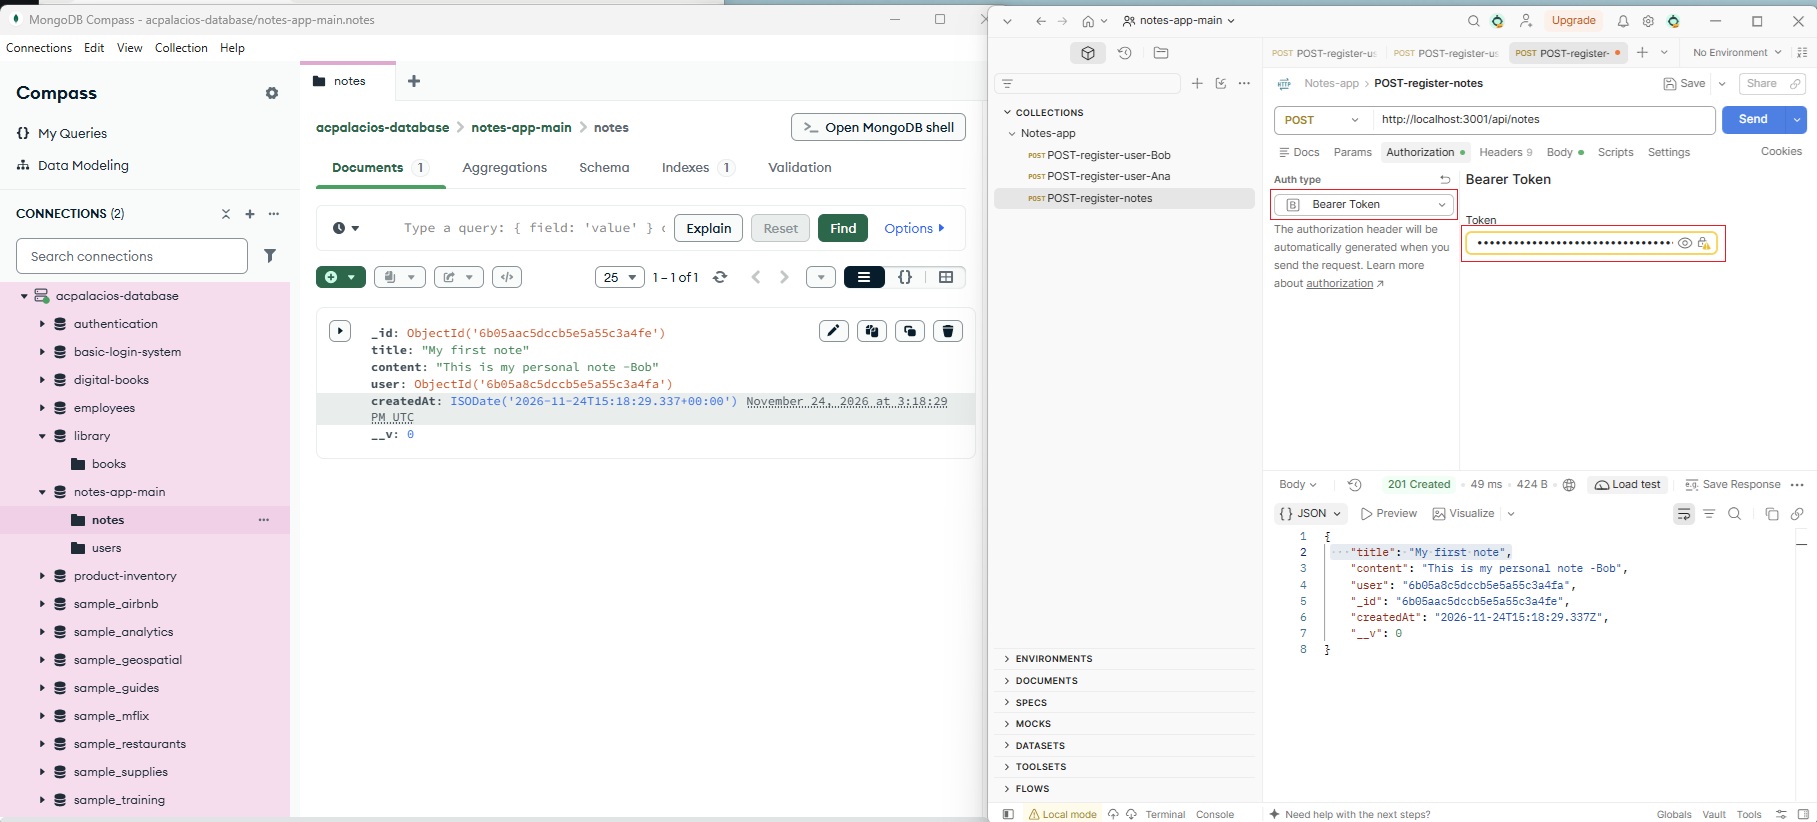 MongoDB Compass - acpalacios-database/notes-app-main.notes
Connections Edit View Collection Help
Compass
My Queries
Data Modeling
CONNECTIONS (2)
Search connections
acpalacios-database
authentication
basic-login-system
digital-books
employees
library
books
notes-app-main
notes
users
product-inventory
sample_airbnb
sample_analytics
sample_geospatial
sample_guides
sample_mflix
sample_restaurants
sample_supplies
sample_training
notes
acpalacios-database > notes-app-main > notes
>_ Open MongoDB shell
Documents 1 Aggregations Schema Indexes 1 Validation
Type a query: { field: 'value' } o
Explain Reset Find Options
25 1 – 1 of 1
_id: ObjectId('6b05aac5dccb5e5a55c3a4fe')
title: "My first note"
content: "This is my personal note -Bob"
user: ObjectId('6b05a8c5dccb5e5a55c3a4fa')
createdAt: ISODate('2026-11-24T15:18:29.337+00:00') November 24, 2026 at 3:18:29
PM UTC
__v: 0
notes-app-main
Upgrade
COLLECTIONS
Notes-app
POST POST-register-user-Bob
POST POST-register-user-Ana
POST POST-register-notes
ENVIRONMENTS
DOCUMENTS
SPECS
MOCKS
DATASETS
TOOLSETS
FLOWS
POST POST-register-us POST POST-register-us POST POST-register- No Environment
HTTP Notes-app > POST-register-notes Save Share
POST http://localhost:3001/api/notes Send
Docs Params Authorization Headers 9 Body Scripts Settings Cookies
Auth type
Bearer Token
The authorization header will be
automatically generated when you
send the request. Learn more
about authorization ↗
Bearer Token
Token
Body 201 Created 49 ms 424 B Load test e.g. Save Response
{} JSON Preview Visualize
1 {
2 "title": "My first note",
3 "content": "This is my personal note -Bob",
4 "user": "6b05a8c5dccb5e5a55c3a4fa",
5 "_id": "6b05aac5dccb5e5a55c3a4fe",
6 "createdAt": "2026-11-24T15:18:29.337Z",
7 "__v": 0
8 }
Local mode Terminal Console Need help with the next steps? Globals Vault Tools